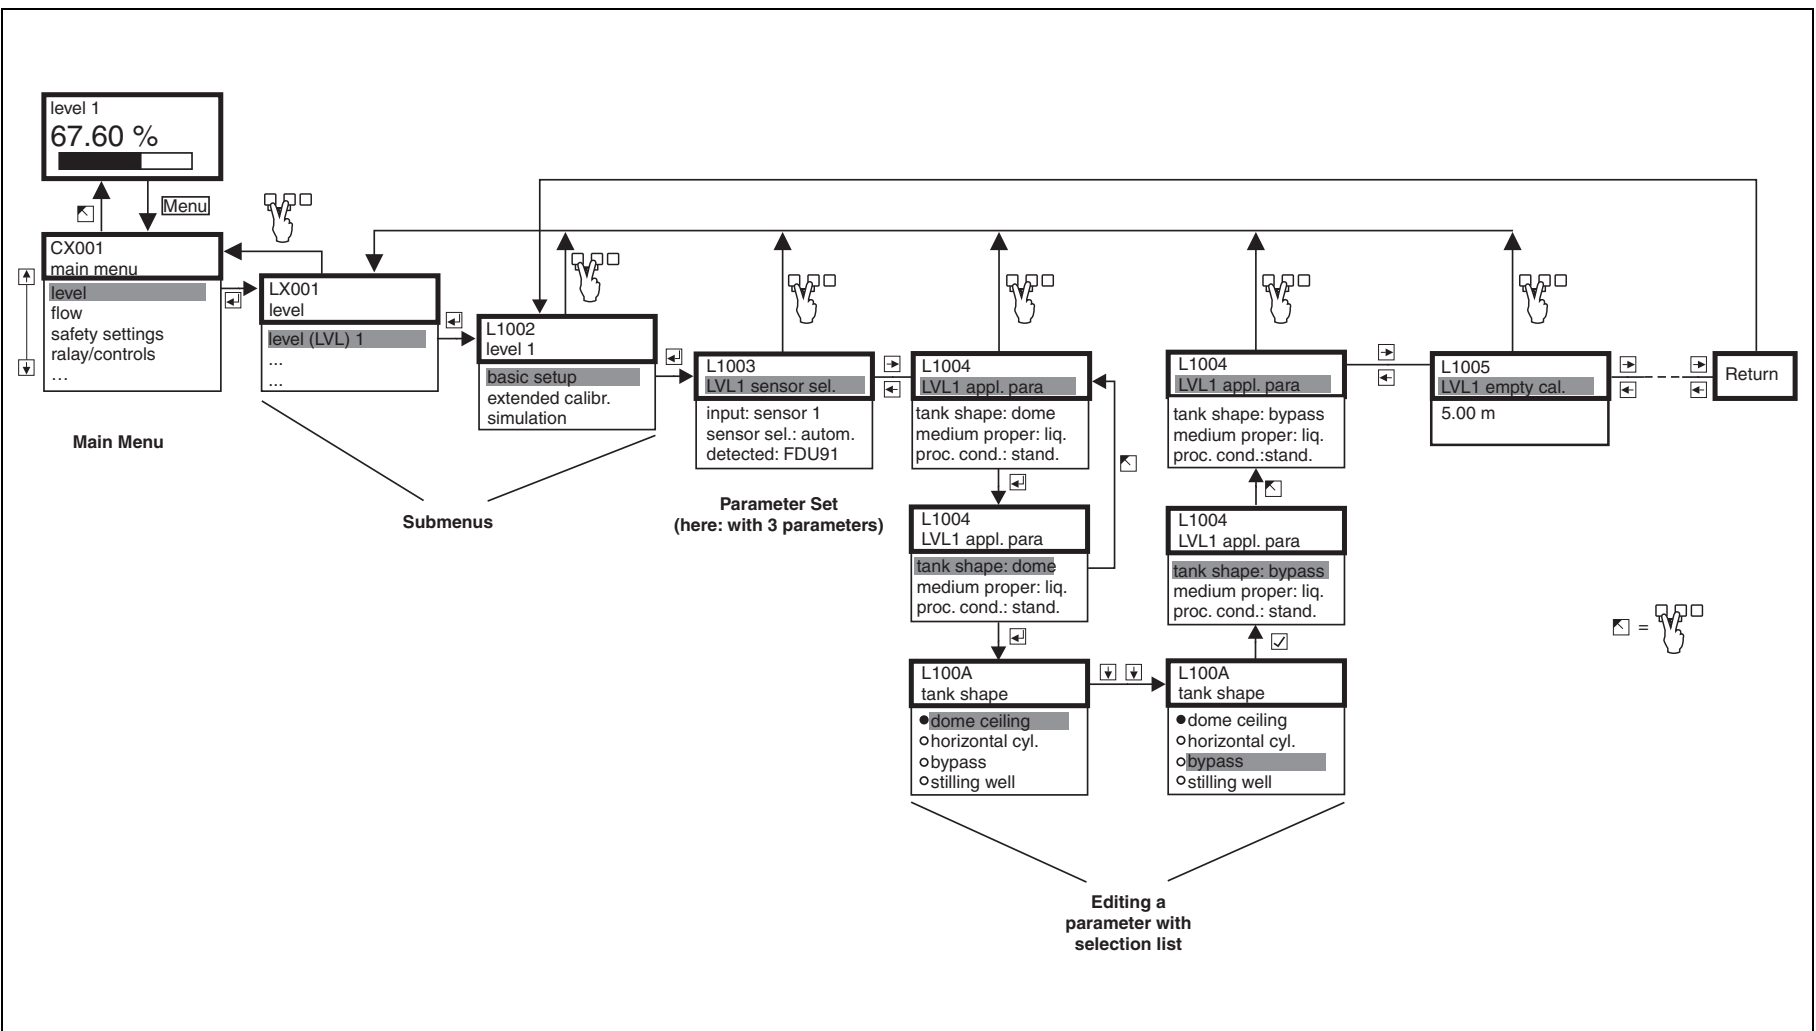 level 1
67.60 %
Menu
CX001
main menu
level
flow
safety settings
ralay/controls
...
Main Menu
LX001
level
level (LVL) 1
...
...
L1002
level 1
basic setup
extended calibr.
simulation
Submenus
L1003
LVL1 sensor sel.
input: sensor 1
sensor sel.: autom.
detected: FDU91
Parameter Set
(here: with 3 parameters)
L1004
LVL1 appl. para
tank shape: dome
medium proper: liq.
proc. cond.: stand.
L1004
LVL1 appl. para
tank shape: dome
medium proper: liq.
proc. cond.: stand.
L100A
tank shape
dome ceiling
horizontal cyl.
bypass
stilling well
L100A
tank shape
dome ceiling
horizontal cyl.
bypass
stilling well
L1004
LVL1 appl. para
tank shape: bypass
medium proper: liq.
proc. cond.: stand.
L1004
LVL1 appl. para
tank shape: bypass
medium proper: liq.
proc. cond.:stand.
L1005
LVL1 empty cal.
5.00 m
Return
=
Editing a
parameter with
selection list